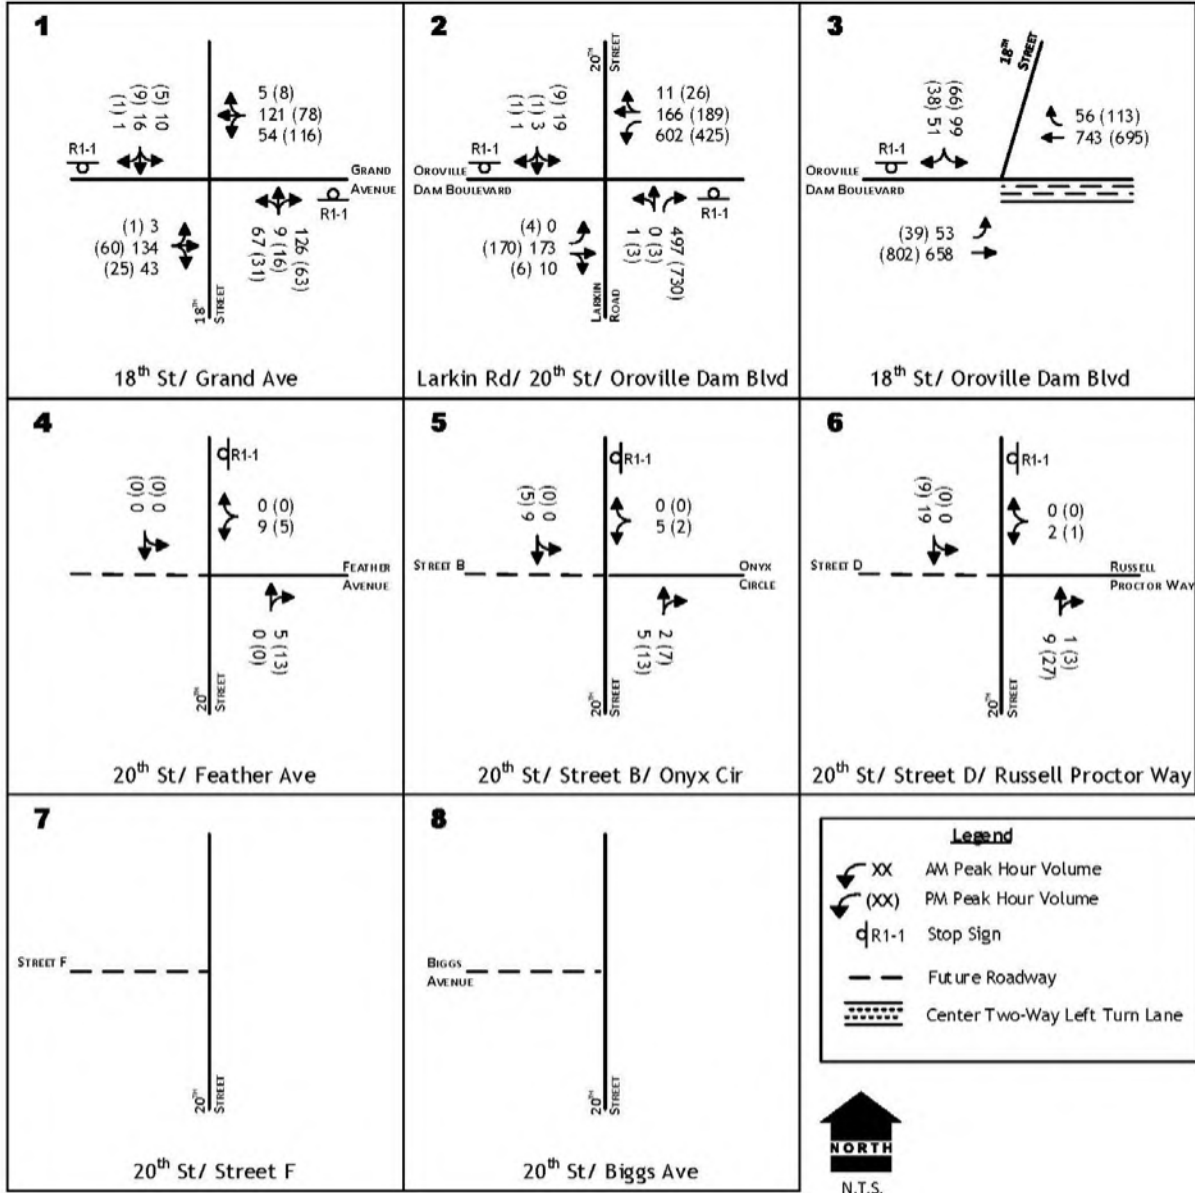 1
(1) 1
(9) 16
(5) 10
5 (8)
121 (78)
54 (116)
R1-1
GRAND
AVENUE
R1-1
(1) 3
(60) 134
(25) 43
67 (31)
9 (16)
126 (63)
18TH
STREET
18th St/ Grand Ave
2
20TH
STREET
(1) 1
(1) 3
(9) 19
11 (26)
166 (189)
602 (425)
R1-1
OROVILLE
DAM BOULEVARD
R1-1
(4) 0
(170) 173
(6) 10
1 (3)
0 (3)
497 (730)
LARKIN
ROAD
Larkin Rd/ 20th St/ Oroville Dam Blvd
3
18TH
STREET
(38) 51
(66) 99
56 (113)
743 (695)
R1-1
OROVILLE
DAM BOULEVARD
(39) 53
(802) 658
18th St/ Oroville Dam Blvd
4
R1-1
(0) 0
(0) 0
0 (0)
9 (5)
FEATHER
AVENUE
0 (0)
5 (13)
20TH
STREET
20th St/ Feather Ave
5
R1-1
(5) 9
(0) 0
0 (0)
5 (2)
STREET B
ONYX
CIRCLE
5 (13)
2 (7)
20TH
STREET
20th St/ Street B/ Onyx Cir
6
R1-1
(9) 19
(0) 0
0 (0)
2 (1)
STREET D
RUSSELL
PROCTOR WAY
9 (27)
1 (3)
20TH
STREET
20th St/ Street D/ Russell Proctor Way
7
STREET F
20TH
STREET
20th St/ Street F
8
BIGGS
AVENUE
20TH
STREET
20th St/ Biggs Ave
Legend
XX AM Peak Hour Volume
(XX) PM Peak Hour Volume
R1-1 Stop Sign
Future Roadway
Center Two-Way Left Turn Lane
NORTH
N.T.S.